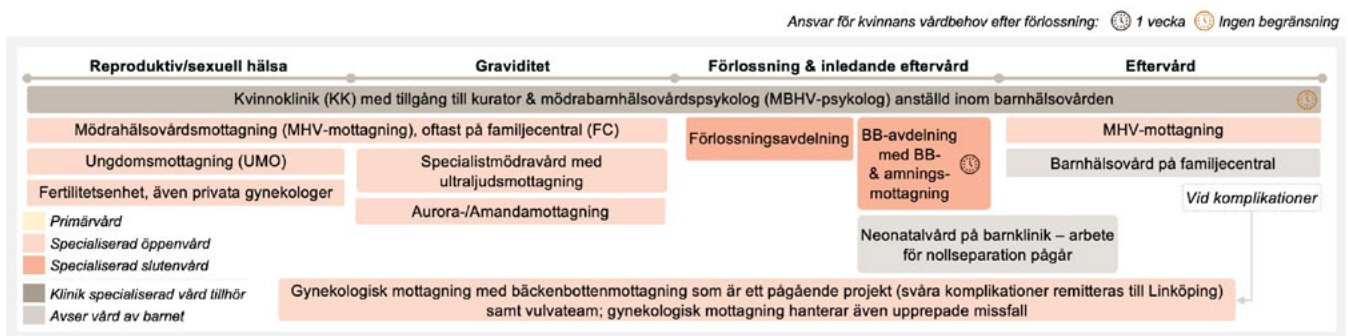 Ansvar för kvinnans vårdbehov efter förlossning: 1 vecka Ingen begränsning
Reproduktiv/sexuell hälsa
Graviditet
Förlossning & inledande eftervård
Eftervård
Kvinnoklinik (KK) med tillgång till kurator & mödrabarnhälsovårdspsykolog (MBHV-psykolog) anställd inom barnhälsovården
Mödrahälsovårdsmottagning (MHV-mottagning), oftast på familjecentral (FC)
Ungdomsmottagning (UMO)
Fertilitetsenhet, även privata gynekologer
Specialistmödravård med
ultraljudsmottagning
Aurora-/Amandamottagning
Förlossningsavdelning
BB-avdelning
med BB-
& amnings-
mottagning
MHV-mottagning
Barnhälsovård på familjecentral
Vid komplikationer
Neonatalvård på barnklinik – arbete
för nollseparation pågår
Primärvård
Specialiserad öppenvård
Specialiserad slutenvård
Klinik specialiserad vård tillhör
Avser vård av barnet
Gynekologisk mottagning med bäckenbottenmottagning som är ett pågående projekt (svåra komplikationer remitteras till Linköping)
samt vulvateam; gynekologisk mottagning hanterar även upprepade missfall